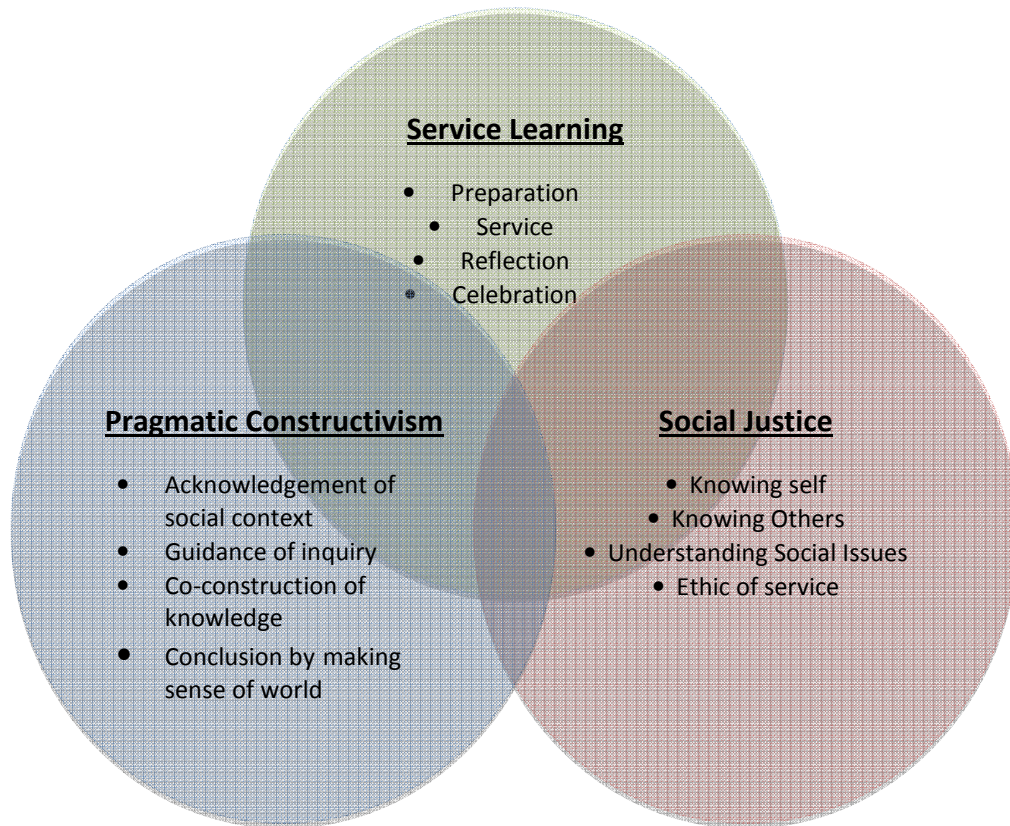 Service Learning
• Preparation
• Service
• Reflection
• Celebration
Pragmatic Constructivism
• Acknowledgement of
social context
• Guidance of inquiry
• Co-construction of
knowledge
• Conclusion by making
sense of world
Social Justice
• Knowing self
• Knowing Others
• Understanding Social Issues
• Ethic of service